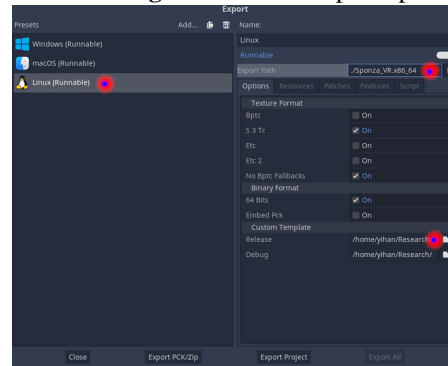 Export
Presets Add... Name:
Windows (Runnable)
macOS (Runnable)
Linux (Runnable)
Linux
Runnable
Export Path ./Sponza_VR.x86_64
Options Resources Patches Features Script
Texture Format
Bptc On
S 3 Tc On
Etc On
Etc 2 On
No Bptc Fallbacks On
Binary Format
64 Bits On
Embed Pck On
Custom Template
Release /home/yihan/Research
Debug /home/yihan/Research/
Close Export PCK/Zip Export Project Export All